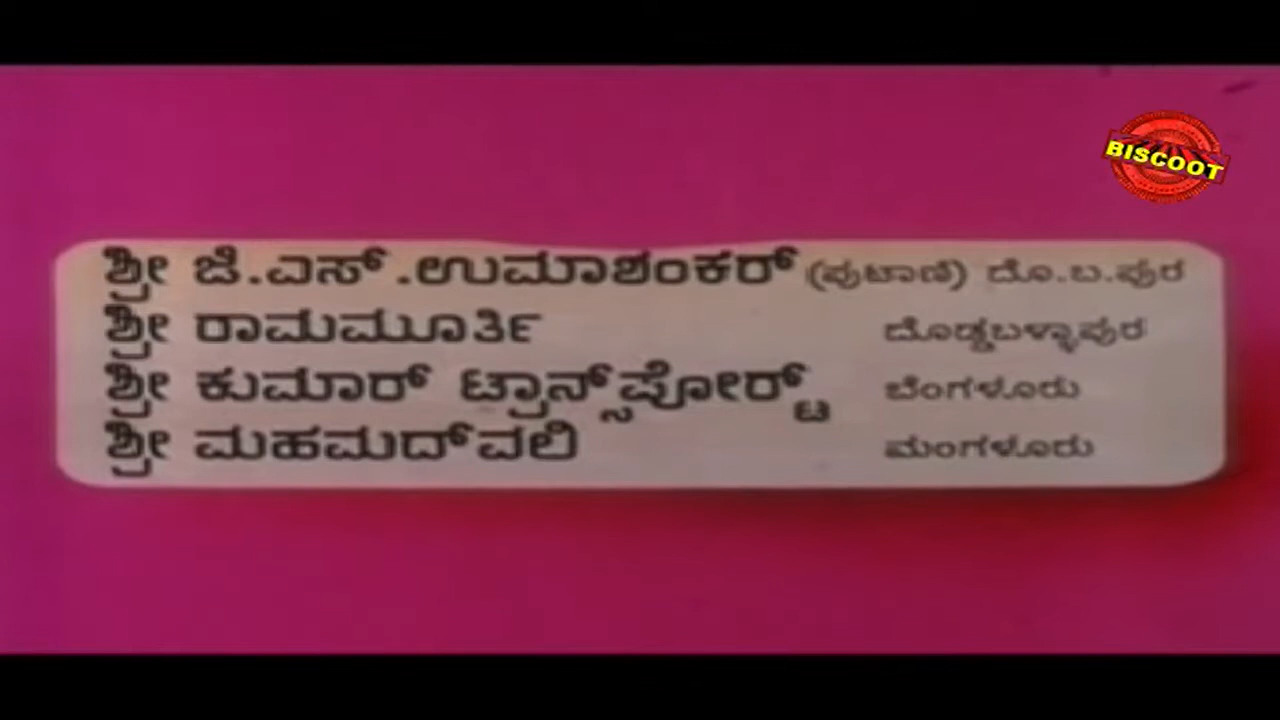 BISCOOT
ಶ್ರೀ ಜಿ.ಎಸ್.ಉಮಾಶಂಕರ್ (ಪುಟಾಣಿ) ದೊ.ಬ.ಪುರ
ಶ್ರೀ ರಾಮಮೂರ್ತಿ ದೊಡ್ಡಬಳ್ಳಾಪುರ
ಶ್ರೀ ಕುಮಾರ್ ಟ್ರಾನ್ಸ್‌ಪೋರ್ಟ್ ಬೆಂಗಳೂರು
ಶ್ರೀ ಮಹಮದ್‌ವಲಿ ಮಂಗಳೂರು